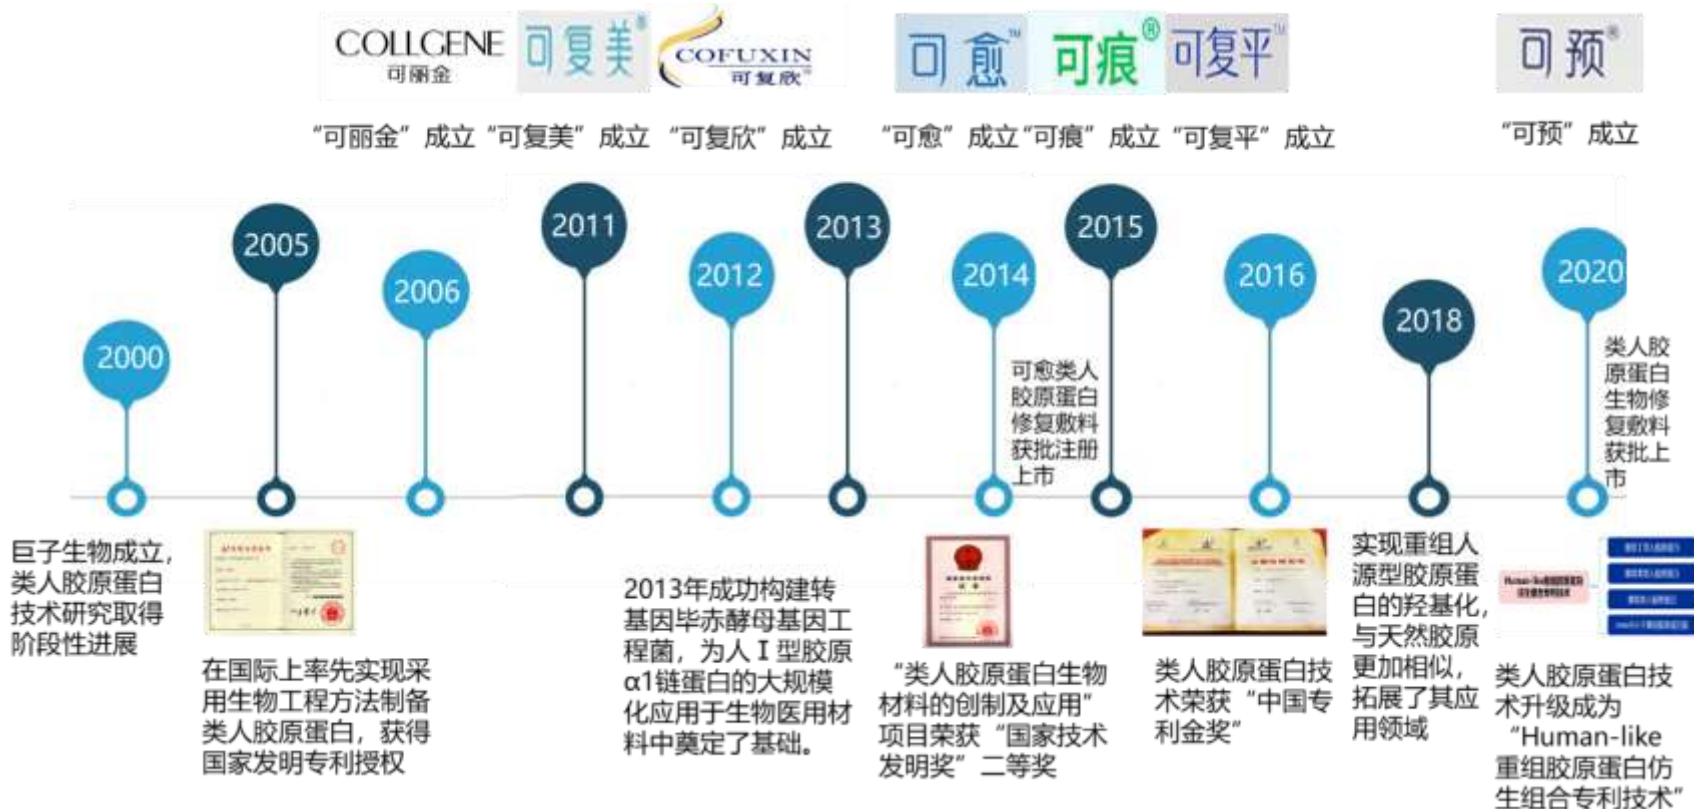 COLLGENE
可丽金
可复美®
COFUXIN
可复欣®
可愈™
可痕®
可复平™
可预®
“可丽金”成立
“可复美”成立
“可复欣”成立
“可愈”成立
“可痕”成立
“可复平”成立
“可预”成立
2000
2005
2006
2011
2012
2013
2014
2015
2016
2018
2020
可愈类人
胶原蛋白
修复敷料
获批注册
上市
类人胶
原蛋白
生物修
复敷料
获批上
市
巨子生物成立，
类人胶原蛋白
技术研究取得
阶段性进展
在国际上率先实现采
用生物工程方法制备
类人胶原蛋白，获得
国家发明专利授权
2013年成功构建转
基因毕赤酵母基因工
程菌，为人Ⅰ型胶原
α1链蛋白的大规模
化应用于生物医用材
料中奠定了基础。
“类人胶原蛋白生物
材料的创制及应用”
项目荣获“国家技术
发明奖”二等奖
类人胶原蛋白技
术荣获“中国专
利金奖”
实现重组人
源型胶原蛋
白的羟基化，
与天然胶原
更加相似，
拓展了其应
用领域
类人胶原蛋白技
术升级成为
“Human-like
重组胶原蛋白仿
生组合专利技术”